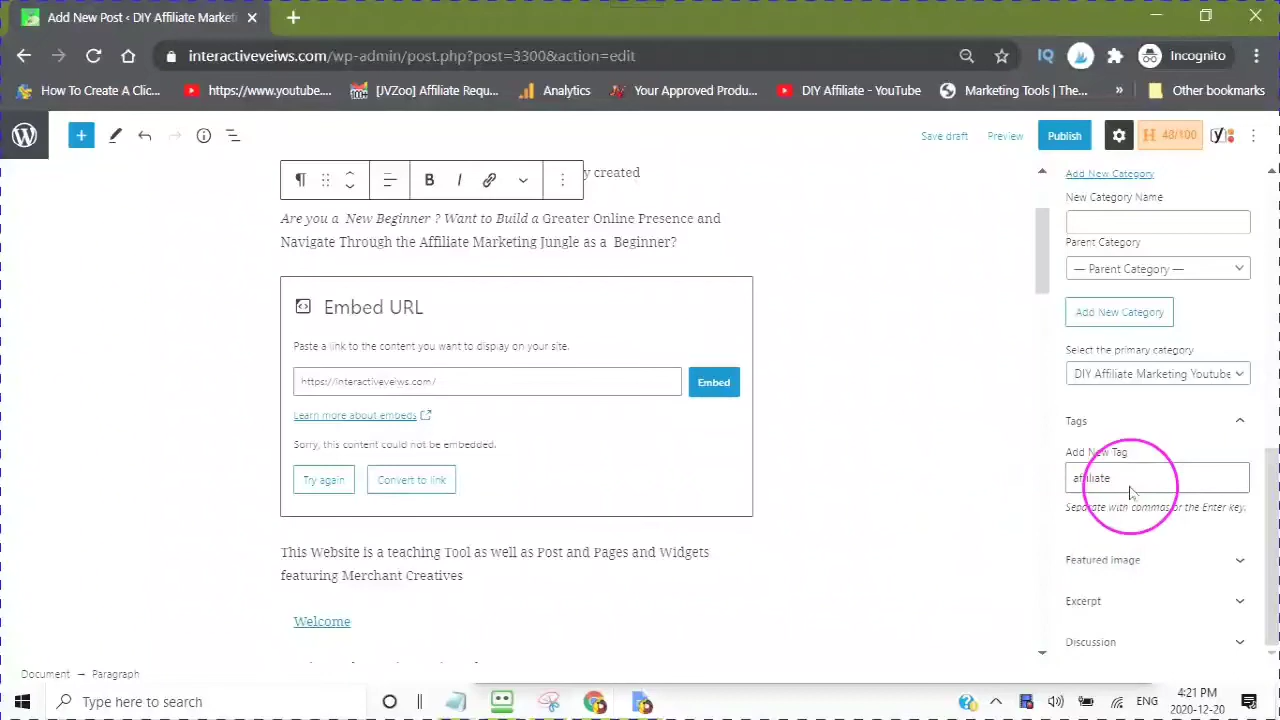 Add New Post ‹ DIY Affiliate Marketi
interactiveveiws.com/wp-admin/post.php?post=3300&action=edit
IQ
Incognito
How To Create A Clic...
https://www.youtube....
[JVZoo] Affiliate Requ...
Analytics
Your Approved Produ...
DIY Affiliate - YouTube
Marketing Tools | The...
»
Other bookmarks
Save draft
Preview
Publish
H 48/100
y created
Are you a New Beginner ? Want to Build a Greater Online Presence and
Navigate Through the Affiliate Marketing Jungle as a Beginner?
Embed URL
Paste a link to the content you want to display on your site.
https://interactiveveiws.com/
Embed
Learn more about embeds
Sorry, this content could not be embedded.
Try again
Convert to link
This Website is a teaching Tool as well as Post and Pages and Widgets
featuring Merchant Creatives
Welcome
Add New Category
New Category Name
Parent Category
— Parent Category —
Add New Category
Select the primary category
DIY Affiliate Marketing Youtube
Tags
Add New Tag
affiliate
Separate with commas or the Enter key.
Featured image
Excerpt
Discussion
Document → Paragraph
Type here to search
ENG
4:21 PM
2020-12-20